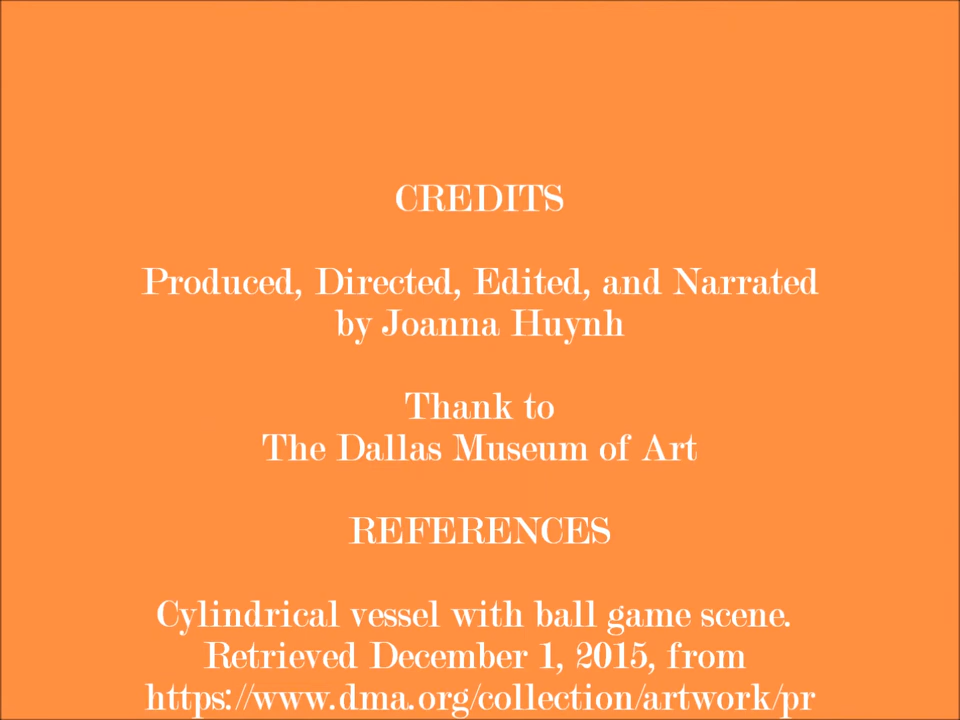 CREDITS
Produced, Directed, Edited, and Narrated
by Joanna Huynh
Thank to
The Dallas Museum of Art
REFERENCES
Cylindrical vessel with ball game scene.
Retrieved December 1, 2015, from
https://www.dma.org/collection/artwork/pr